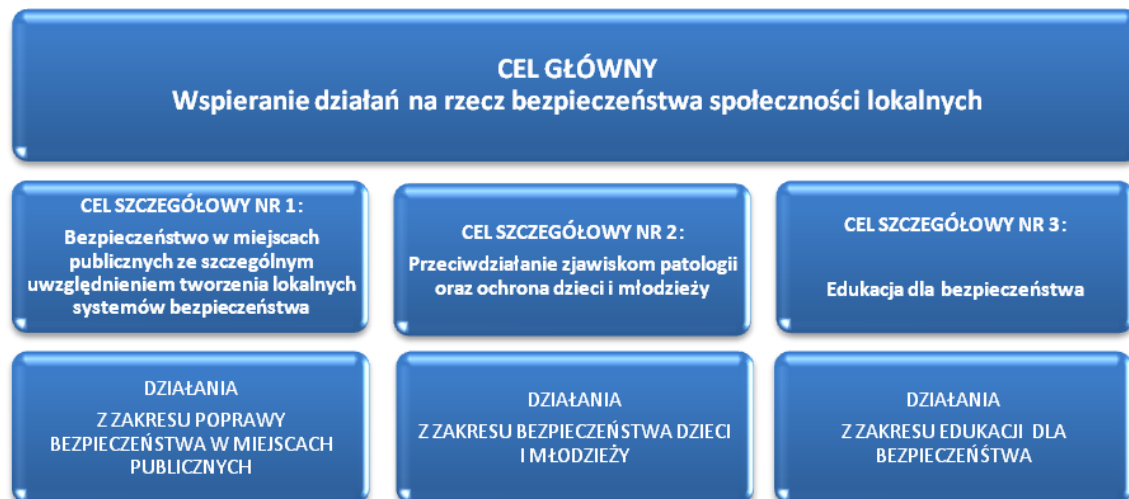 CEL GŁÓWNY
Wspieranie działań na rzecz bezpieczeństwa społeczności lokalnych
CEL SZCZEGÓŁOWY NR 1:
Bezpieczeństwo w miejscach
publicznych ze szczególnym
uwzględnieniem tworzenia lokalnych
systemów bezpieczeństwa
CEL SZCZEGÓŁOWY NR 2:
Przeciwdziałanie zjawiskom patologii
oraz ochrona dzieci i młodzieży
CEL SZCZEGÓŁOWY NR 3:
Edukacja dla bezpieczeństwa
DZIAŁANIA
Z ZAKRESU POPRAWY
BEZPIECZEŃSTWA W MIEJSCACH
PUBLICZNYCH
DZIAŁANIA
Z ZAKRESU BEZPIECZEŃSTWA DZIECI
I MŁODZIEŻY
DZIAŁANIA
Z ZAKRESU EDUKACJI DLA
BEZPIECZEŃŚTWA